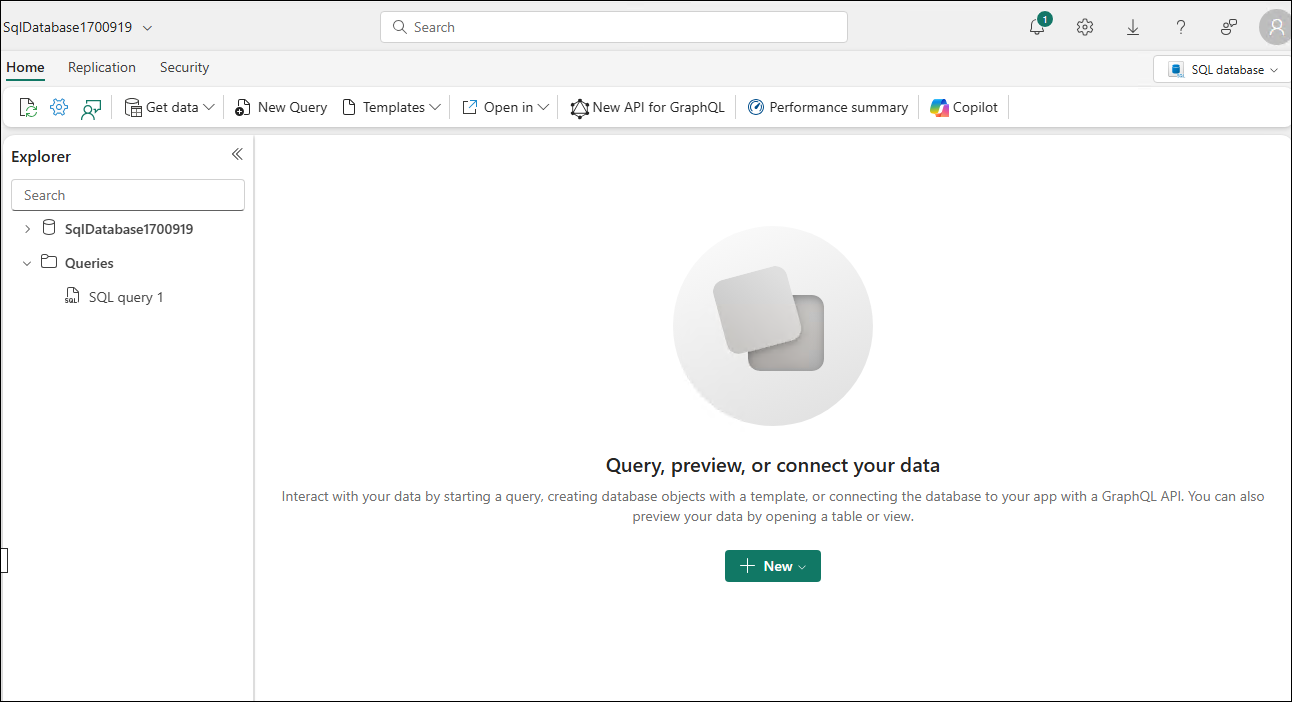 SqlDatabase1700919
Search
1
Home Replication Security
SQL database
Get data New Query Templates Open in New API for GraphQL Performance summary Copilot
Explorer
Search
SqlDatabase1700919
Queries
SQL SQL query 1
Query, preview, or connect your data
Interact with your data by starting a query, creating database objects with a template, or connecting the database to your app with a GraphQL API. You can also
preview your data by opening a table or view.
New